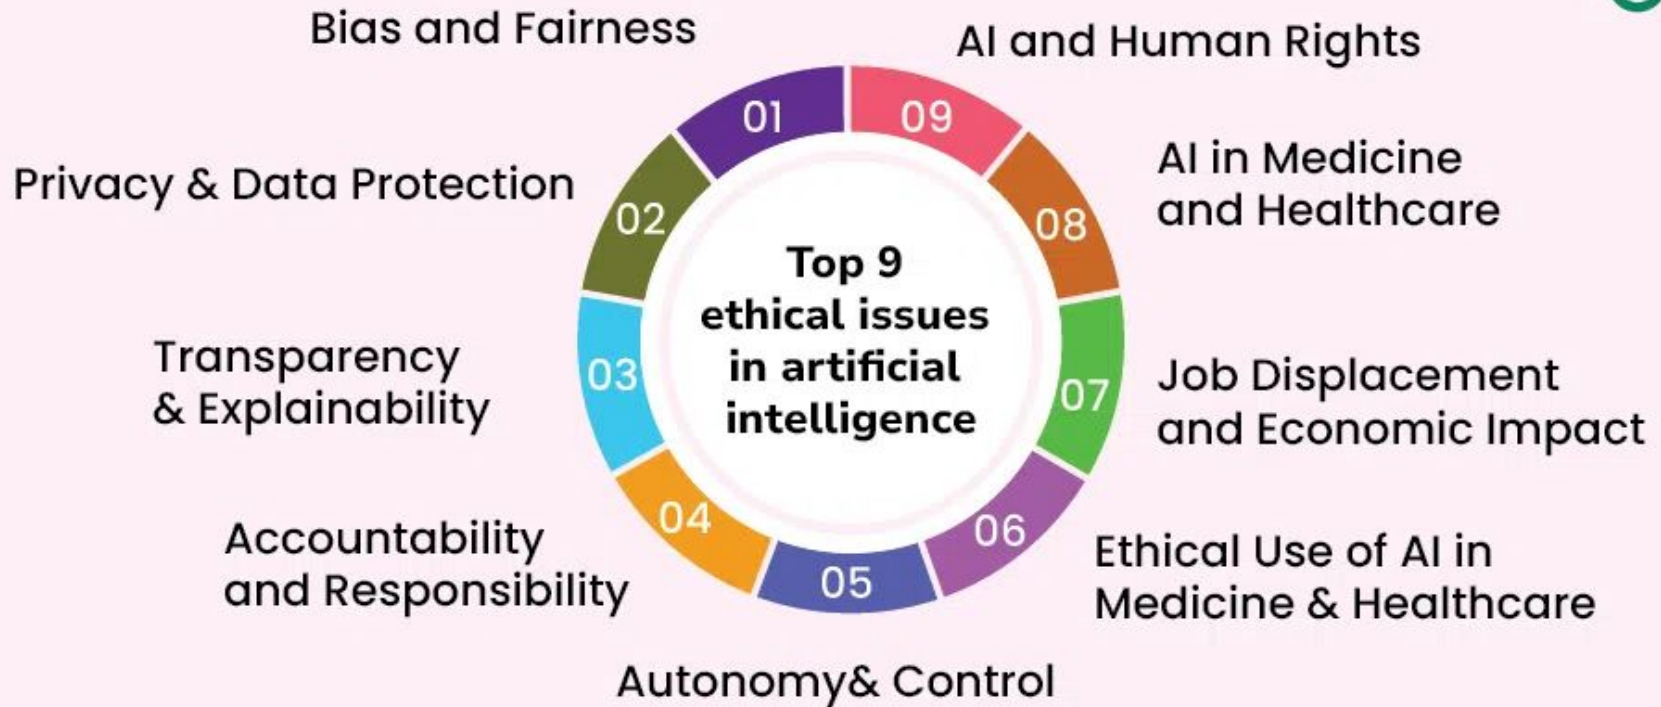 Bias and Fairness
AI and Human Rights
01
09
Privacy & Data Protection
02
08
AI in Medicine
and Healthcare
Top 9
ethical issues
in artificial
intelligence
Transparency
& Explainability
03
07
Job Displacement
and Economic Impact
Accountability
and Responsibility
04
06
Ethical Use of AI in
Medicine & Healthcare
05
Autonomy& Control